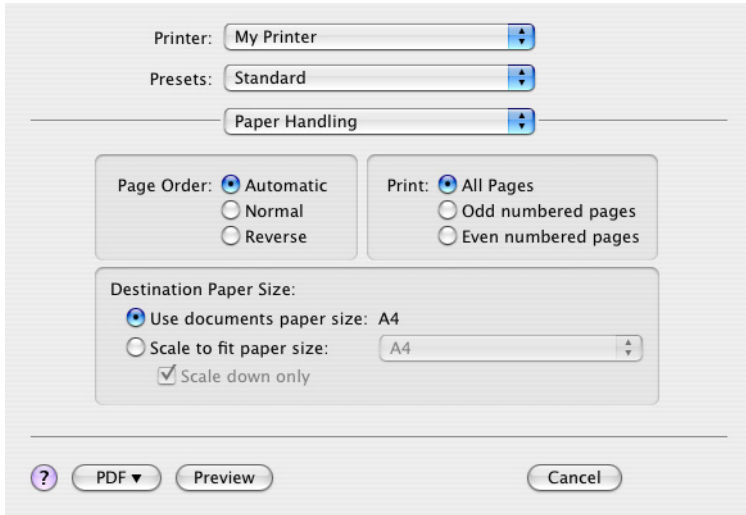 Printer: My Printer
Presets: Standard
Paper Handling
Page Order: Automatic
Normal
Reverse
Print: All Pages
Odd numbered pages
Even numbered pages
Destination Paper Size:
Use documents paper size: A4
Scale to fit paper size: A4
Scale down only
? PDF ▼ Preview Cancel